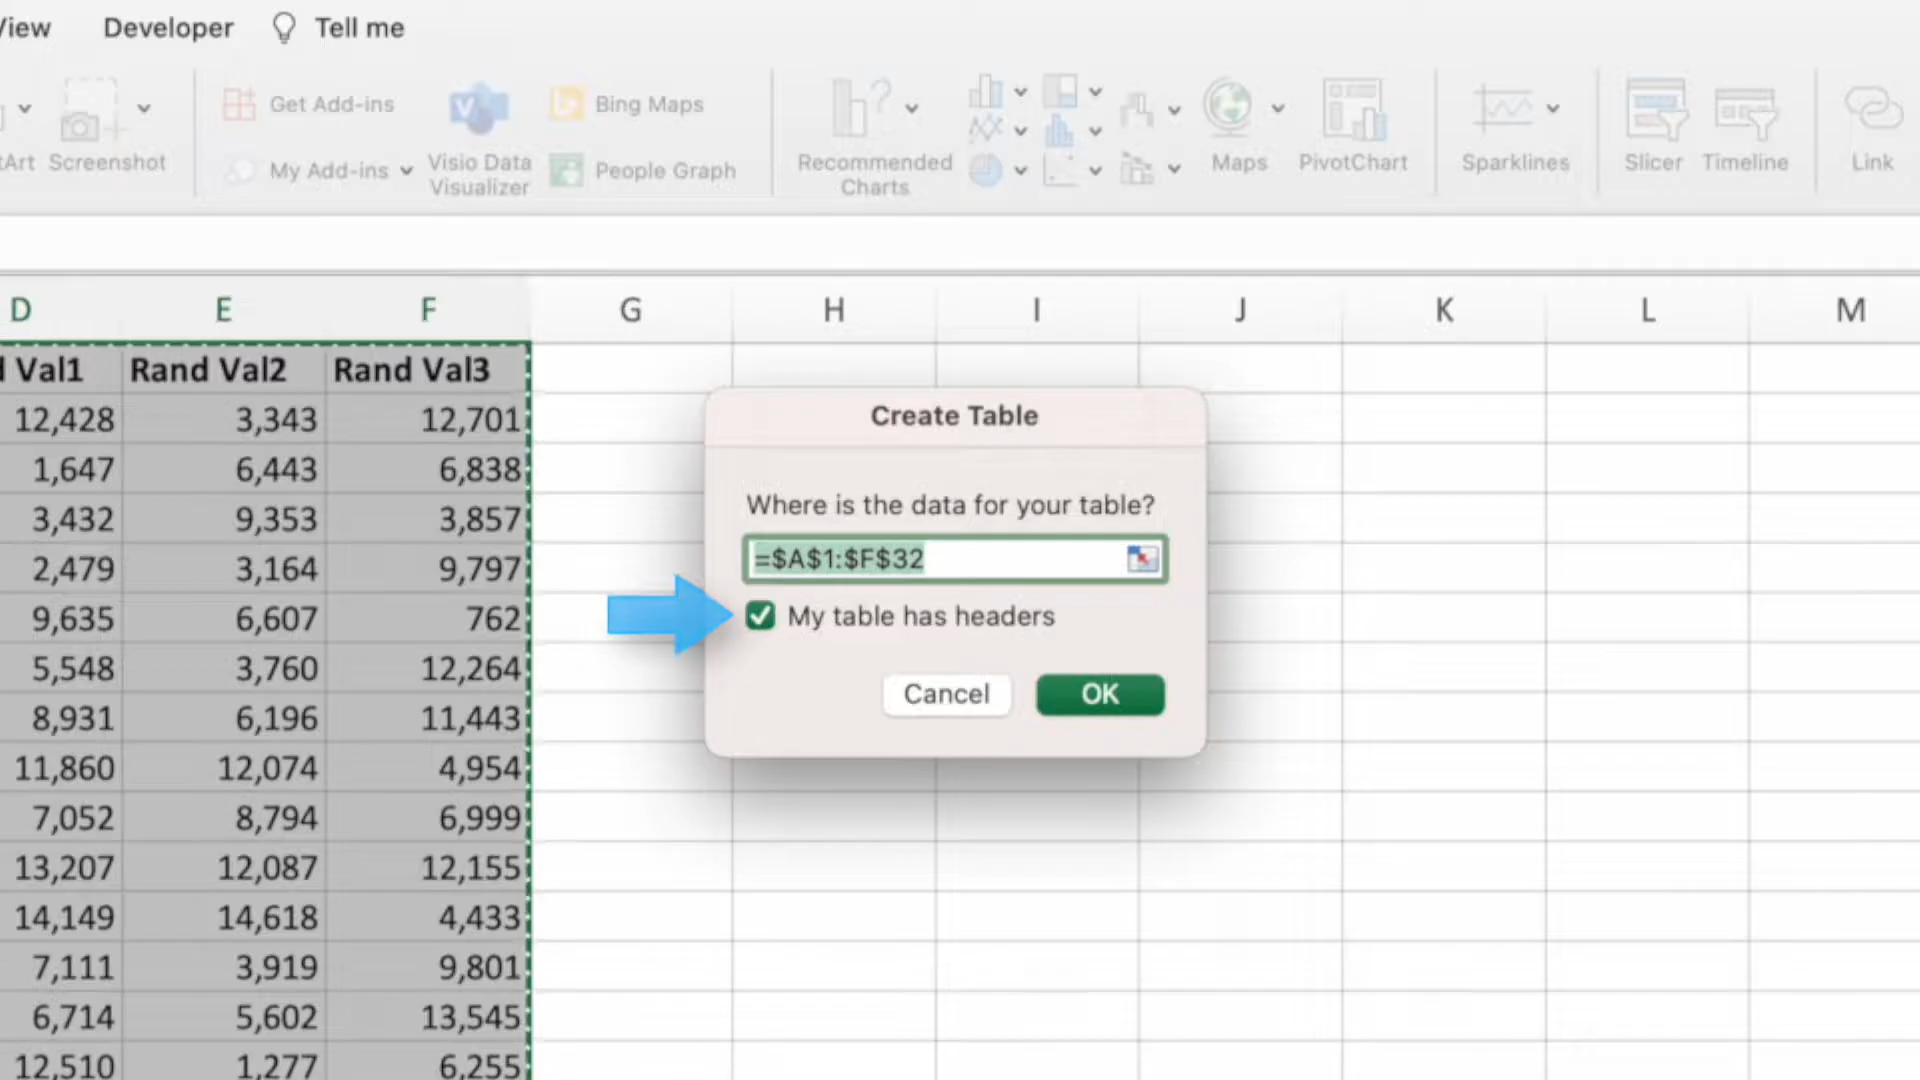 View Developer Tell me
tArt Screenshot
Get Add-ins
My Add-ins
Visio Data
Visualizer
Bing Maps
People Graph
Recommended
Charts
Maps PivotChart Sparklines Slicer Timeline Link
D E F G H I J K L M
d Val1 Rand Val2 Rand Val3
12,428 3,343 12,701
1,647 6,443 6,838
3,432 9,353 3,857
2,479 3,164 9,797
9,635 6,607 762
5,548 3,760 12,264
8,931 6,196 11,443
11,860 12,074 4,954
7,052 8,794 6,999
13,207 12,087 12,155
14,149 14,618 4,433
7,111 3,919 9,801
6,714 5,602 13,545
12,510 1,277 6,255
Create Table
Where is the data for your table?
=$A$1:$F$32
My table has headers
Cancel OK